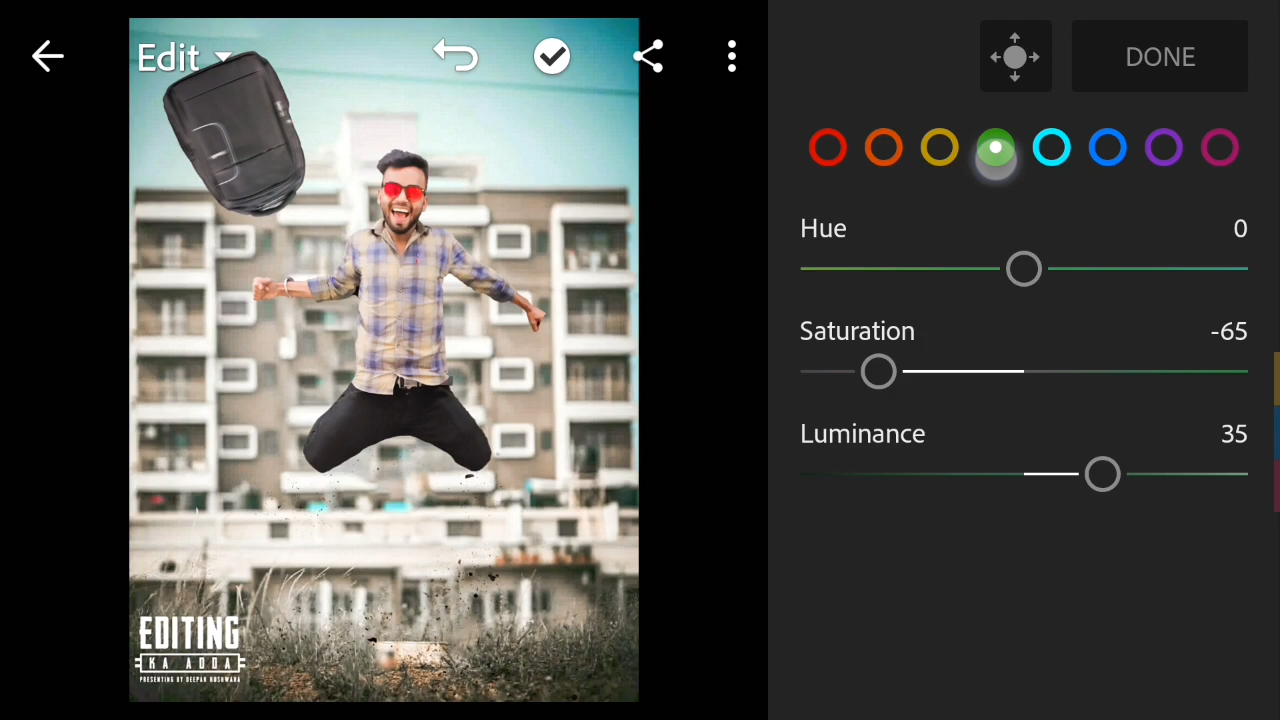 Edit
DONE
Hue 0
Saturation -65
Luminance 35
EDITING
KA ADDA
PRESENTING BY DEEPAK KUSHWAHA